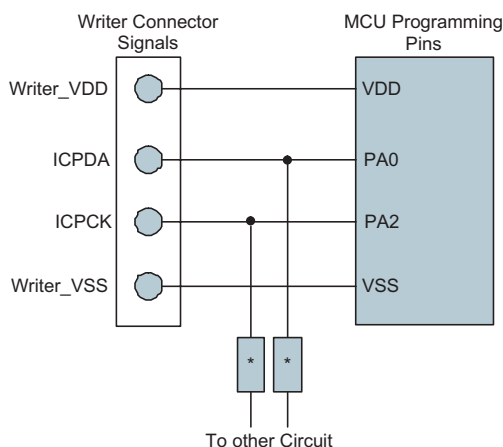 Writer Connector
Signals
MCU Programming
Pins
Writer_VDD
VDD
ICPDA
PA0
ICPCK
PA2
Writer_VSS
VSS
*
*
To other Circuit